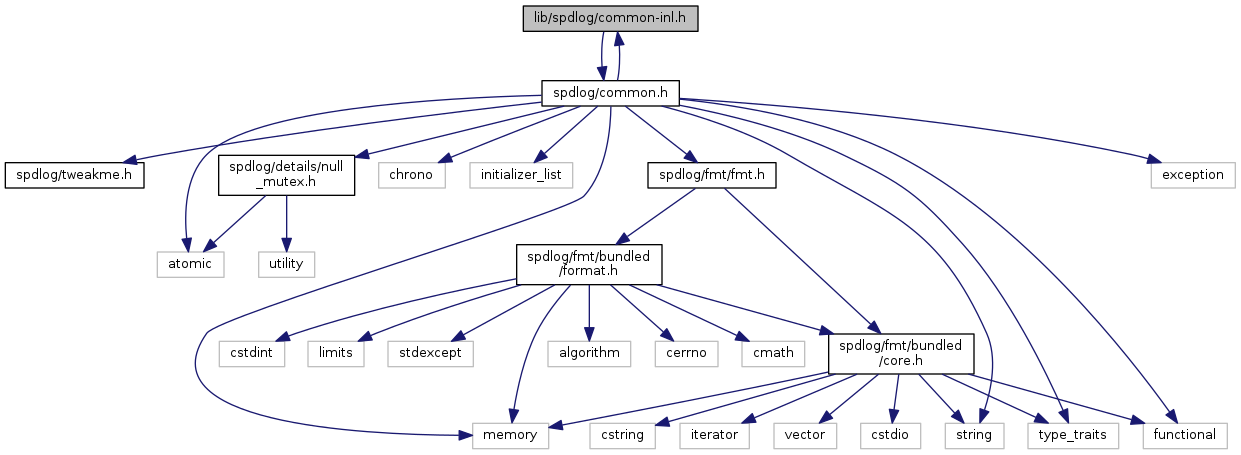 lib/spdlog/common-inl.h
spdlog/common.h
spdlog/tweakme.h
spdlog/details/null
_mutex.h
chrono
initializer_list
spdlog/fmt/fmt.h
exception
atomic
utility
spdlog/fmt/bundled
/format.h
cstdint
limits
stdexcept
algorithm
cerrno
cmath
spdlog/fmt/bundled
/core.h
memory
cstring
iterator
vector
cstdio
string
type_traits
functional